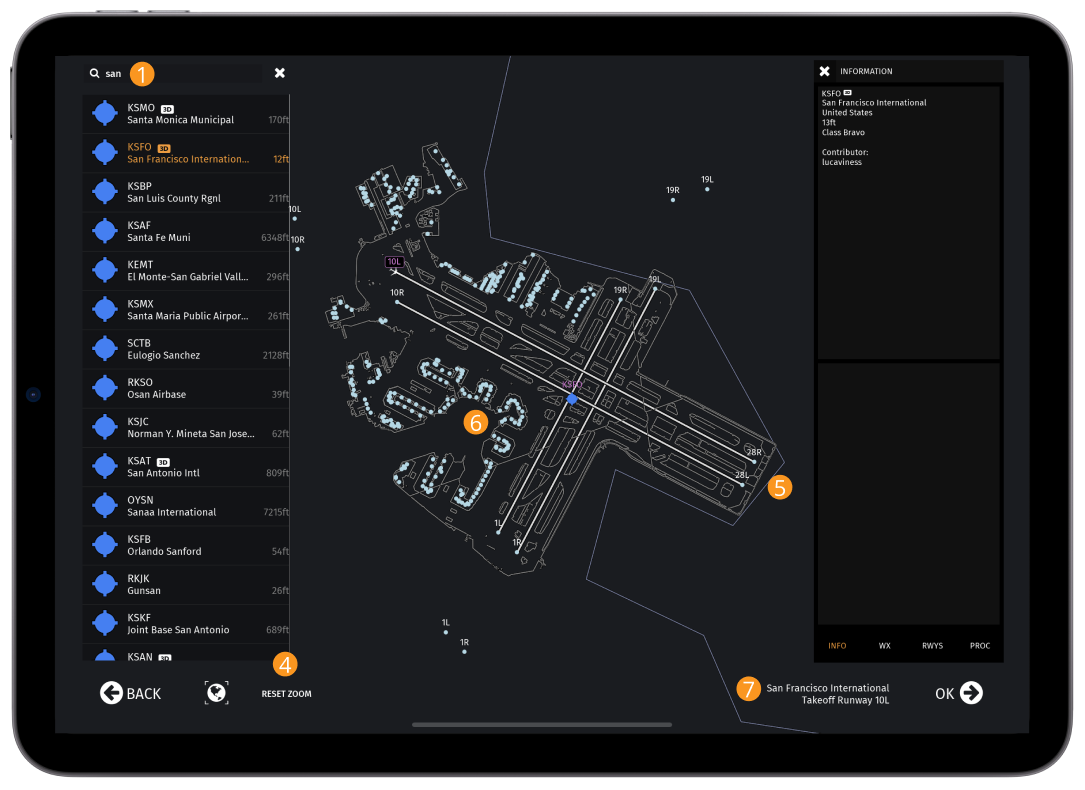 san
1
INFORMATION
KSMO 3D
Santa Monica Municipal 170ft
KSFO 3D
San Francisco Internation... 12ft
KSBP
San Luis County Rgnl 211ft
KSAF
Santa Fe Muni 6348ft
KEMT
El Monte-San Gabriel Vall... 296ft
KSMX
Santa Maria Public Airpor... 261ft
SCTB
Eulogio Sanchez 2128ft
RKSO
Osan Airbase 39ft
KSJC
Norman Y. Mineta San Jose... 62ft
KSAT 3D
San Antonio Intl 809ft
OYSN
Sanaa International 7215ft
KSFB
Orlando Sanford 54ft
RKJK
Gunsan 26ft
KSKF
Joint Base San Antonio 689ft
KSAN 3D
4
BACK
RESET ZOOM
10L
10R
19R
19L
10L
10R
19R
19L
KSFO
6
28R
28L
5
1L
1R
1L
1R
KSFO 3D
San Francisco International
United States
13ft
Class Bravo
Contributor:
lucaviness
INFO WX RWYS PROC
7
San Francisco International
Takeoff Runway 10L
OK